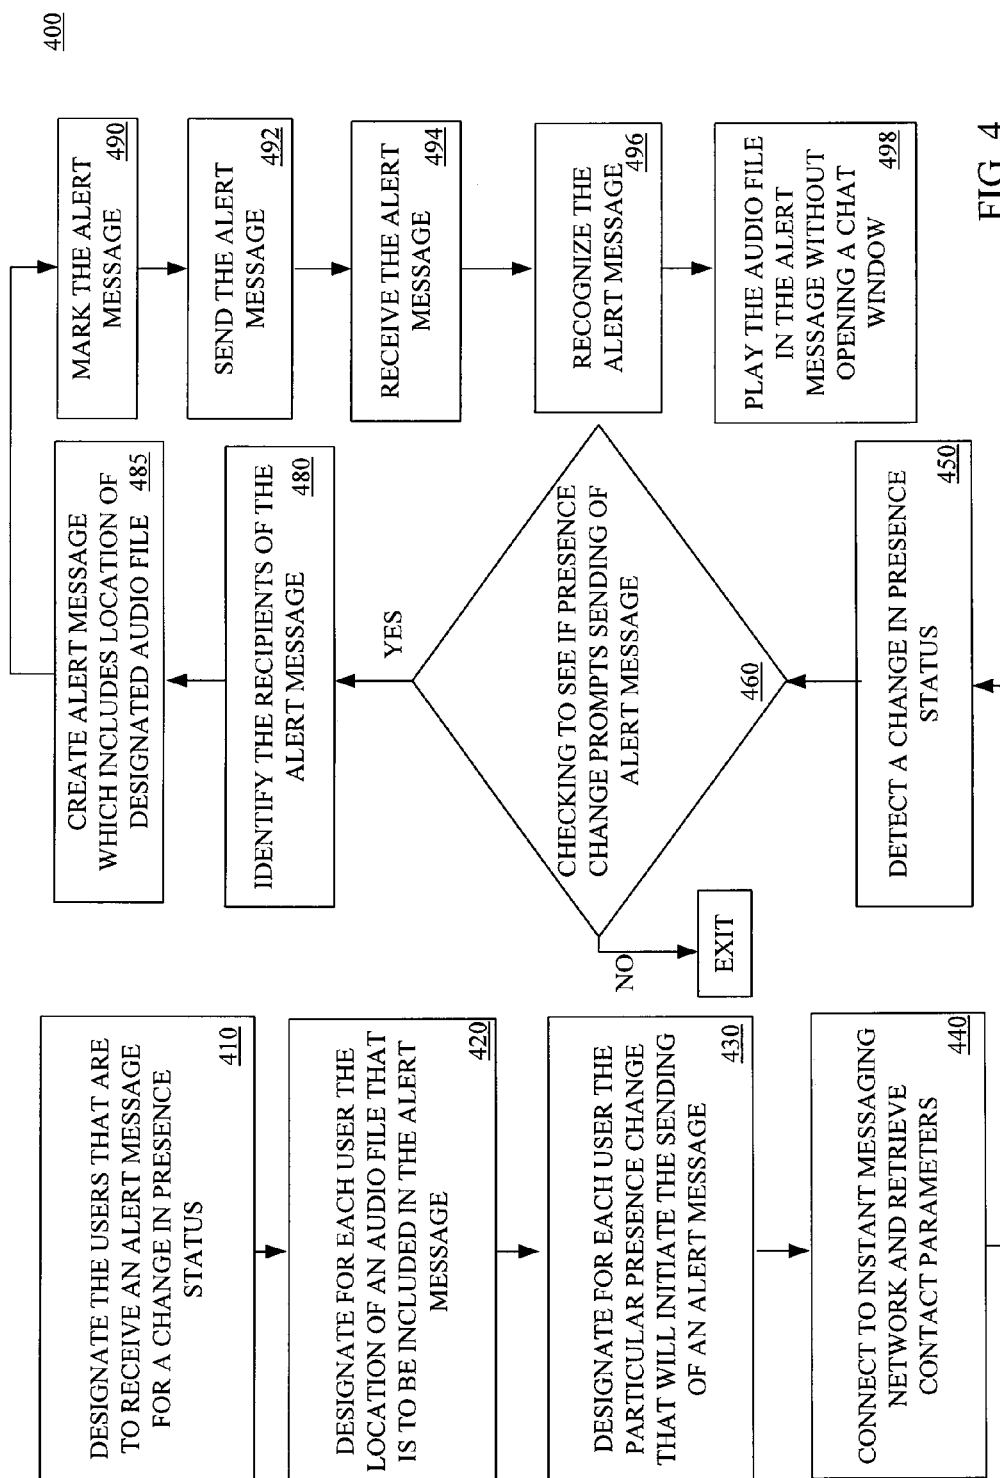 400
DESIGNATE THE USERS THAT ARE
TO RECEIVE AN ALERT MESSAGE
FOR A CHANGE IN PRESENCE
STATUS
410
DESIGNATE FOR EACH USER THE
LOCATION OF AN AUDIO FILE THAT
IS TO BE INCLUDED IN THE ALERT
MESSAGE
420
DESIGNATE FOR EACH USER THE
PARTICULAR PRESENCE CHANGE
THAT WILL INITIATE THE SENDING
OF AN ALERT MESSAGE
430
CONNECT TO INSTANT MESSAGING
NETWORK AND RETRIEVE
CONTACT PARAMETERS
440
DETECT A CHANGE IN PRESENCE
STATUS
450
CHECKING TO SEE IF PRESENCE
CHANGE PROMPTS SENDING OF
ALERT MESSAGE
460
NO
EXIT
YES
IDENTIFY THE RECIPIENTS OF THE
ALERT MESSAGE
480
CREATE ALERT MESSAGE
WHICH INCLUDES LOCATION OF
DESIGNATED AUDIO FILE
485
MARK THE ALERT
MESSAGE
490
SEND THE ALERT
MESSAGE
492
RECEIVE THE ALERT
MESSAGE
494
RECOGNIZE THE
ALERT MESSAGE
496
PLAY THE AUDIO FILE
IN THE ALERT
MESSAGE WITHOUT
OPENING A CHAT
WINDOW
498
FIG. 4